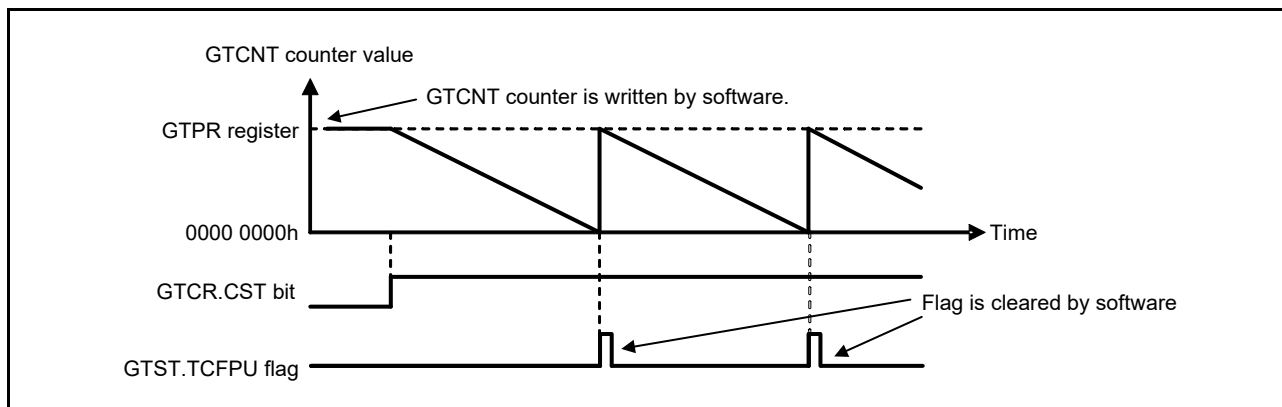 GTCNT counter value
GTCNT counter is written by software.
GTPR register
0000 0000h
Time
GTCR.CST bit
Flag is cleared by software
GTST.TCFPU flag